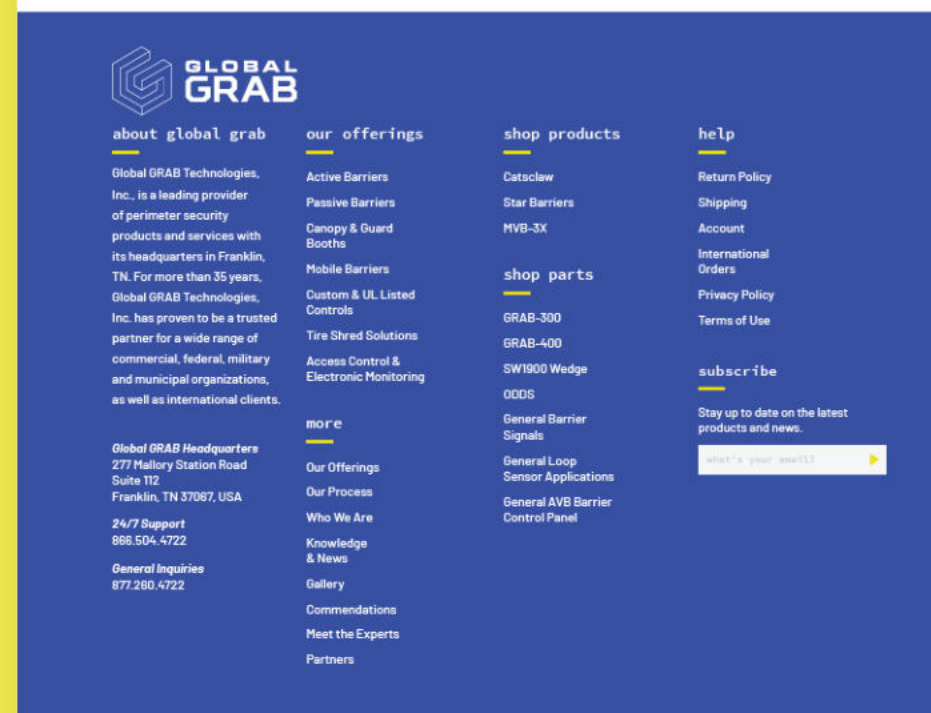 GLOBAL
GRAB
about global grab
Global GRAB Technologies,
Inc., is a leading provider
of perimeter security
products and services with
its headquarters in Franklin,
TN. For more than 35 years,
Global GRAB Technologies,
Inc. has proven to be a trusted
partner for a wide range of
commercial, federal, military
and municipal organizations,
as well as international clients.
Global GRAB Headquarters
277 Mallory Station Road
Suite 112
Franklin, TN 37067, USA
24/7 Support
866.504.4722
General Inquiries
877.260.4722
our offerings
Active Barriers
Passive Barriers
Canopy & Guard
Booths
Mobile Barriers
Custom & UL Listed
Controls
Tire Shred Solutions
Access Control &
Electronic Monitoring
more
Our Offerings
Our Process
Who We Are
Knowledge
& News
Gallery
Commendations
Meet the Experts
Partners
shop products
Catsclaw
Star Barriers
MVB-3X
shop parts
GRAB-300
GRAB-400
SW1900 Wedge
ODDS
General Barrier
Signals
General Loop
Sensor Applications
General AVB Barrier
Control Panel
help
Return Policy
Shipping
Account
International
Orders
Privacy Policy
Terms of Use
subscribe
Stay up to date on the latest
products and news.
what's your email?